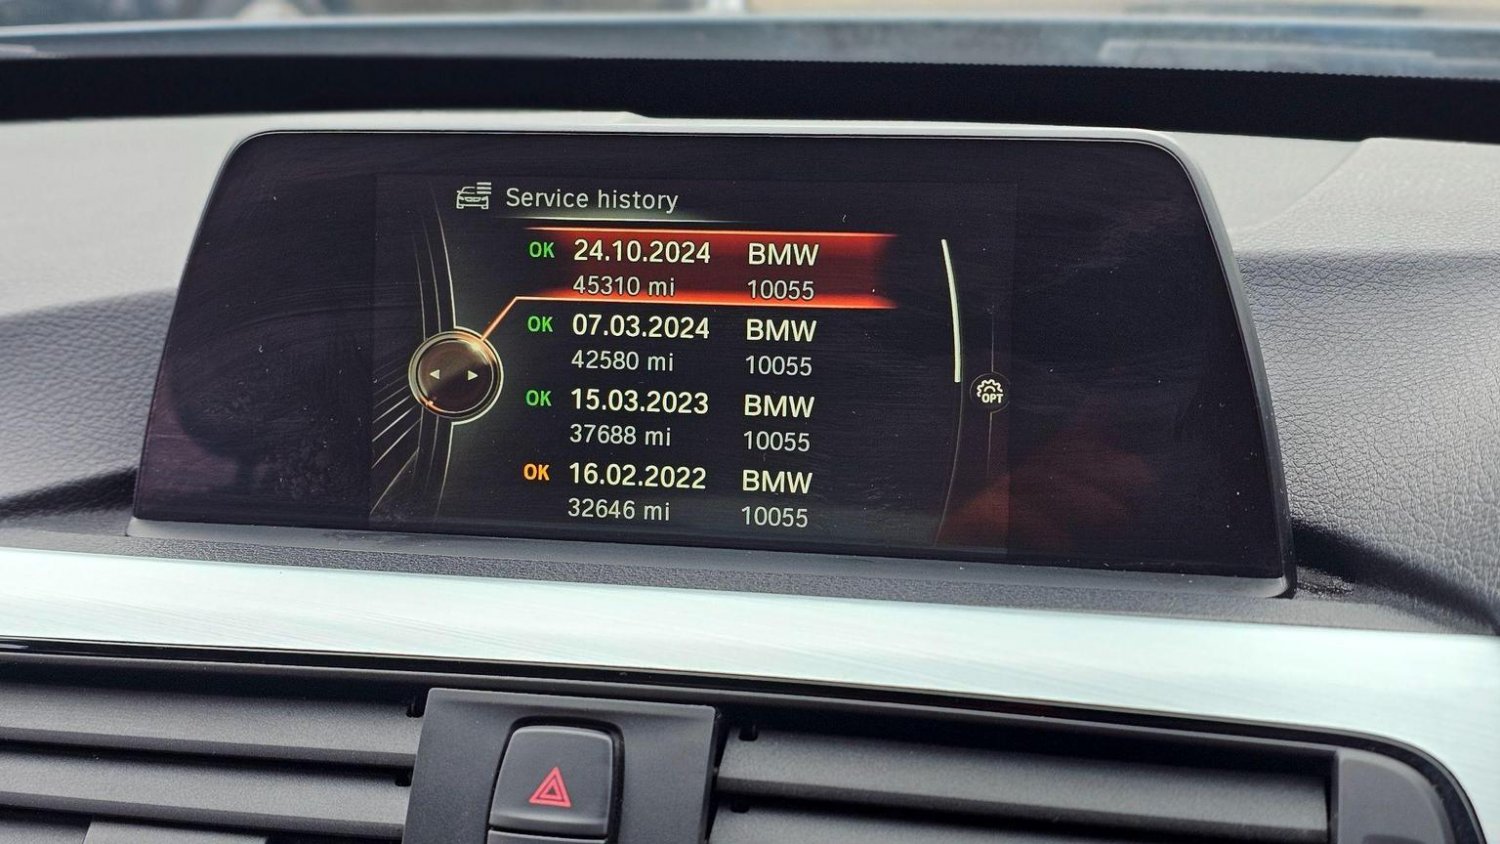 Service history
OK 24.10.2024 BMW
45310 mi 10055
OK 07.03.2024 BMW
42580 mi 10055
OK 15.03.2023 BMW
37688 mi 10055
OK 16.02.2022 BMW
32646 mi 10055
OPT